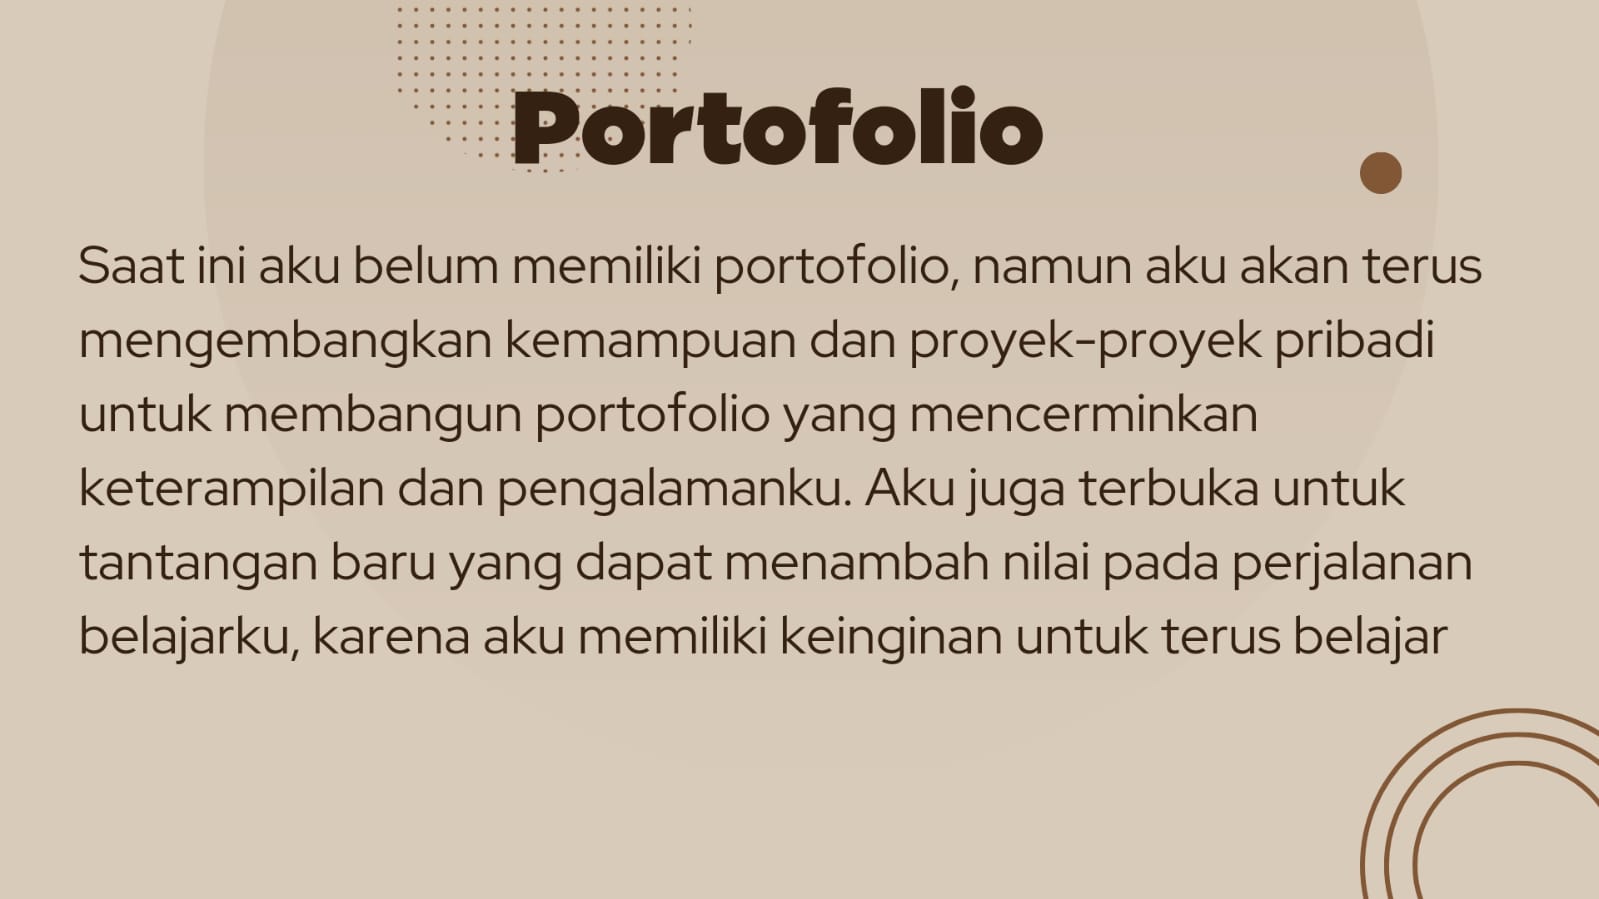 Portofolio
Saat ini aku belum memiliki portofolio, namun aku akan terus
mengembangkan kemampuan dan proyek-proyek pribadi
untuk membangun portofolio yang mencerminkan
keterampilan dan pengalamanku. Aku juga terbuka untuk
tantangan baru yang dapat menambah nilai pada perjalanan
belajarku, karena aku memiliki keinginan untuk terus belajar